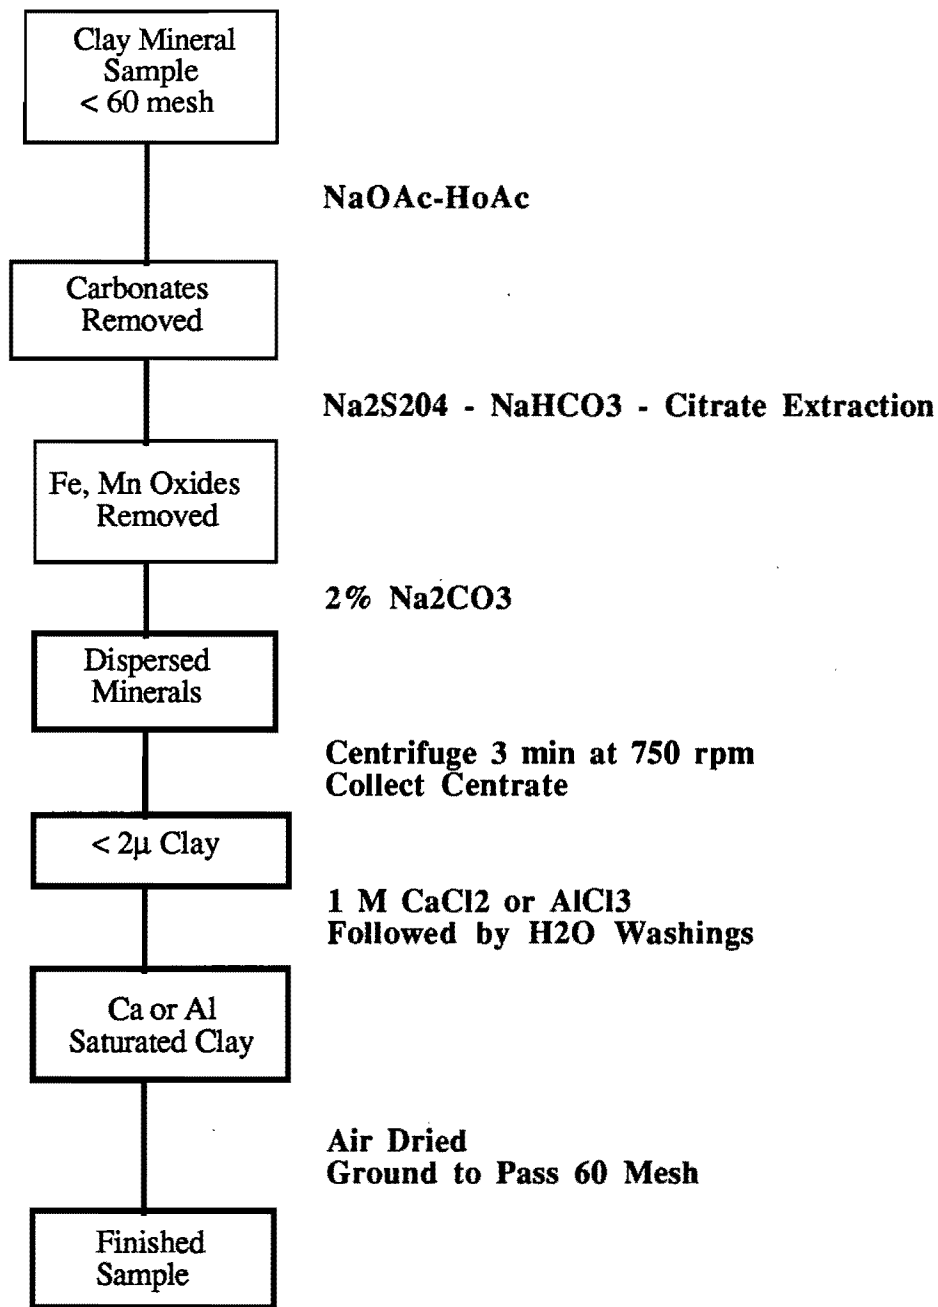 Clay Mineral
Sample
< 60 mesh
NaOAc-HoAc
Carbonates
Removed
Na2S204 - NaHCO3 - Citrate Extraction
Fe, Mn Oxides
Removed
2% Na2CO3
Dispersed
Minerals
Centrifuge 3 min at 750 rpm
Collect Centrate
< 2μ Clay
1 M CaCl2 or AlCl3
Followed by H2O Washings
Ca or Al
Saturated Clay
Air Dried
Ground to Pass 60 Mesh
Finished
Sample